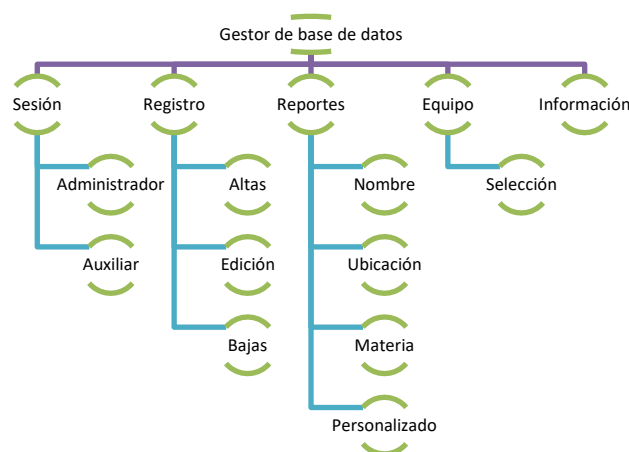 Gestor de base de datos
Sesión
Registro
Reportes
Equipo
Información
Administrador
Altas
Nombre
Selección
Auxiliar
Edición
Ubicación
Bajas
Materia
Personalizado